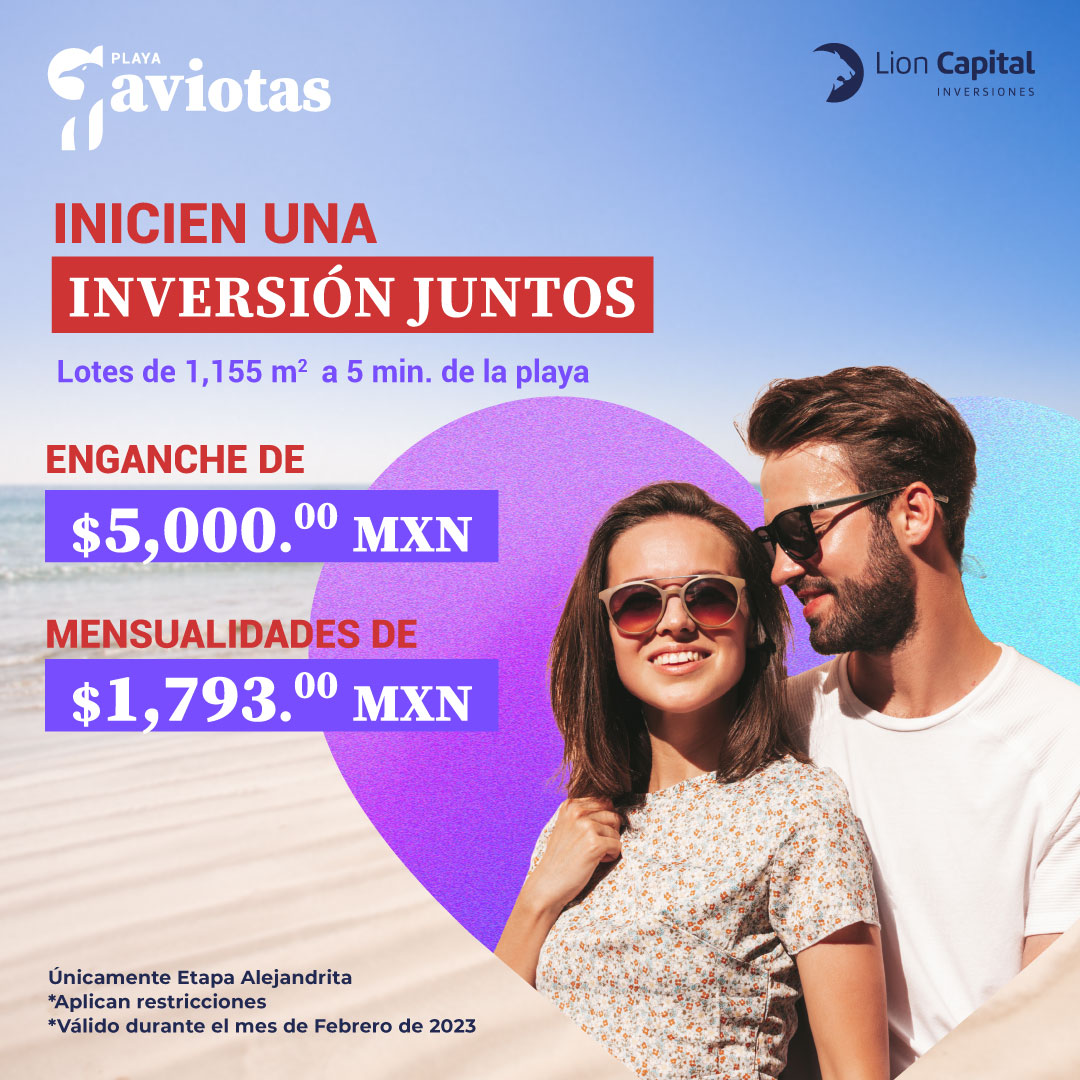 PLAYA
Gaviotas
Lion Capital
INVERSIONES
INICIEN UNA
INVERSIÓN JUNTOS
Lotes de 1,155 m² a 5 min. de la playa
ENGANCHE DE
$5,000.⁰⁰ MXN
MENSUALIDADES DE
$1,793.⁰⁰ MXN
Únicamente Etapa Alejandrita
*Aplican restricciones
*Válido durante el mes de Febrero de 2023